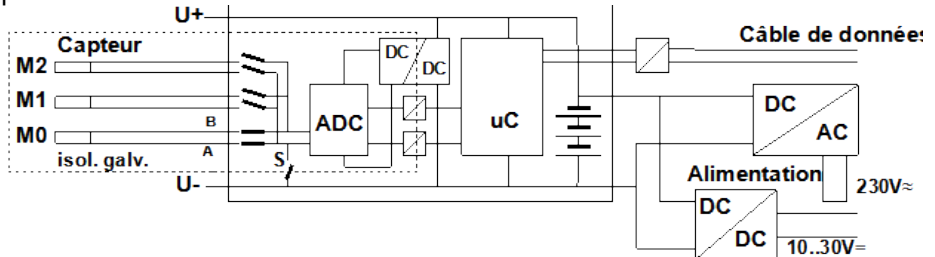 U+
Capteur
Câble de données
M2
DC
DC
M1
DC
B
ADC
uC
AC
M0
A
isol. galv.
S
Alimentation
U-
230V≈
DC
DC
10..30V=